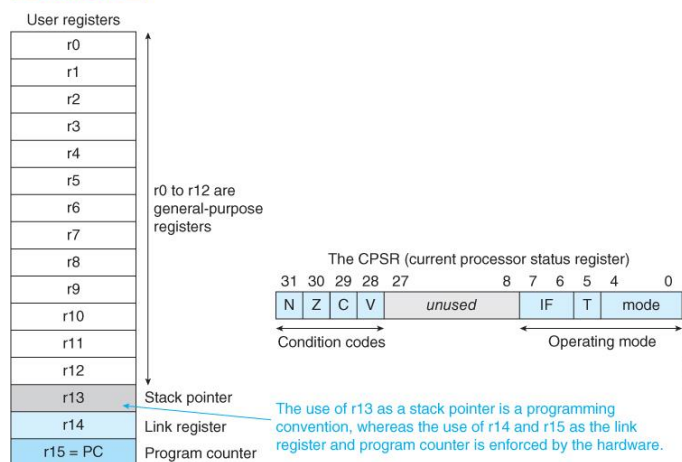 User registers
r0
r1
r2
r3
r4
r5
r6
r7
r8
r9
r10
r11
r12
r13
r14
r15 = PC
r0 to r12 are
general-purpose
registers
Stack pointer
Link register
Program counter
The CPSR (current processor status register)
31 30 29 28 27 8 7 6 5 4 0
N Z C V unused IF T mode
Condition codes Operating mode
The use of r13 as a stack pointer is a programming
convention, whereas the use of r14 and r15 as the link
register and program counter is enforced by the hardware.